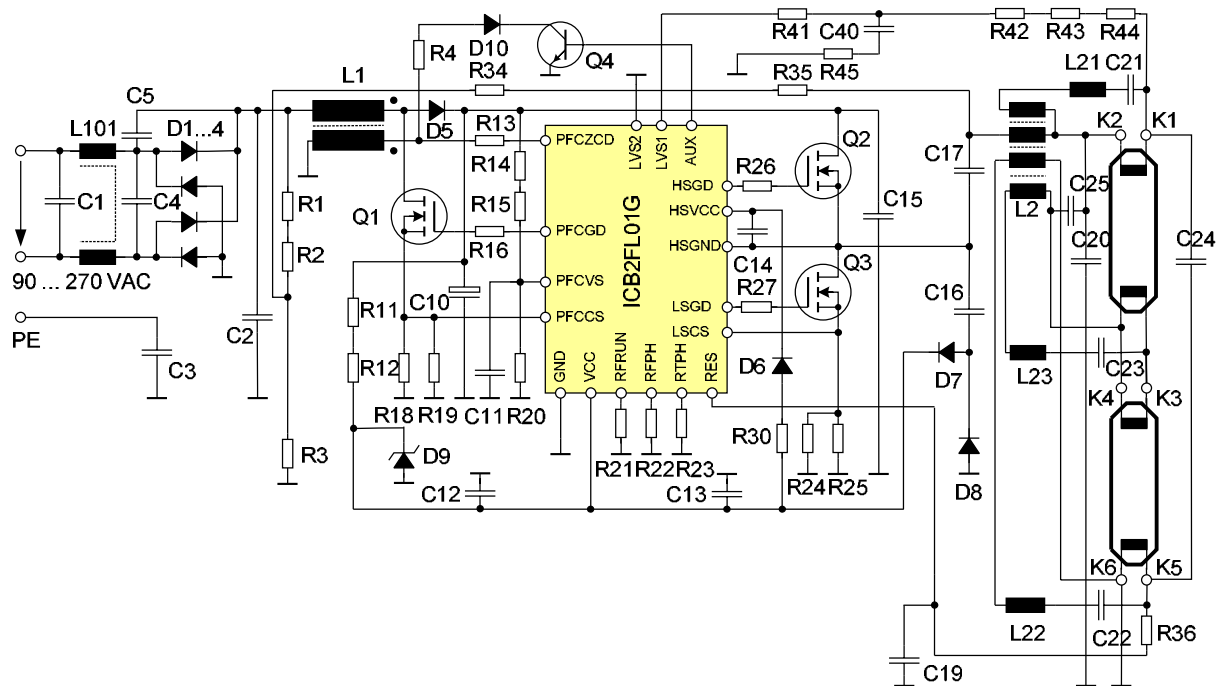 R41
C40
R42
R43
R44
R4
D10
Q4
R45
L21
C21
L1
R34
R35
C5
L101
D1...4
D5
R13
PFCZCD
LVS2
LVS1
AUX
Q2
K2
K1
C17
R14
R26
HSGD
C1
C4
R1
Q1
R15
HSVCC
C15
L2
C25
R2
R16
PFCGD
ICB2FL01G
HSGND
C14
Q3
C20
C24
90 ... 270 VAC
R11
C10
PFCVS
R27
LSGD
C16
PE
C2
PFCCS
LSCS
C3
R12
D6
D7
L23
C23
GND
VCC
RFRUN
RFPH
RTPH
RES
K4
K3
R18
R19
C11
R20
R3
D9
R21
R22
R23
R30
R24
R25
D8
C12
C13
K6
K5
L22
C22
R36
C19